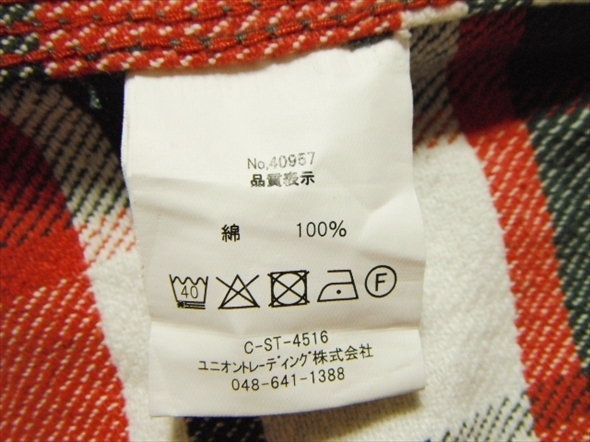 No,40957
品質表示
綿 100%
40 F
C-ST-4516
ユニオントレーディング株式会社
048-641-1388